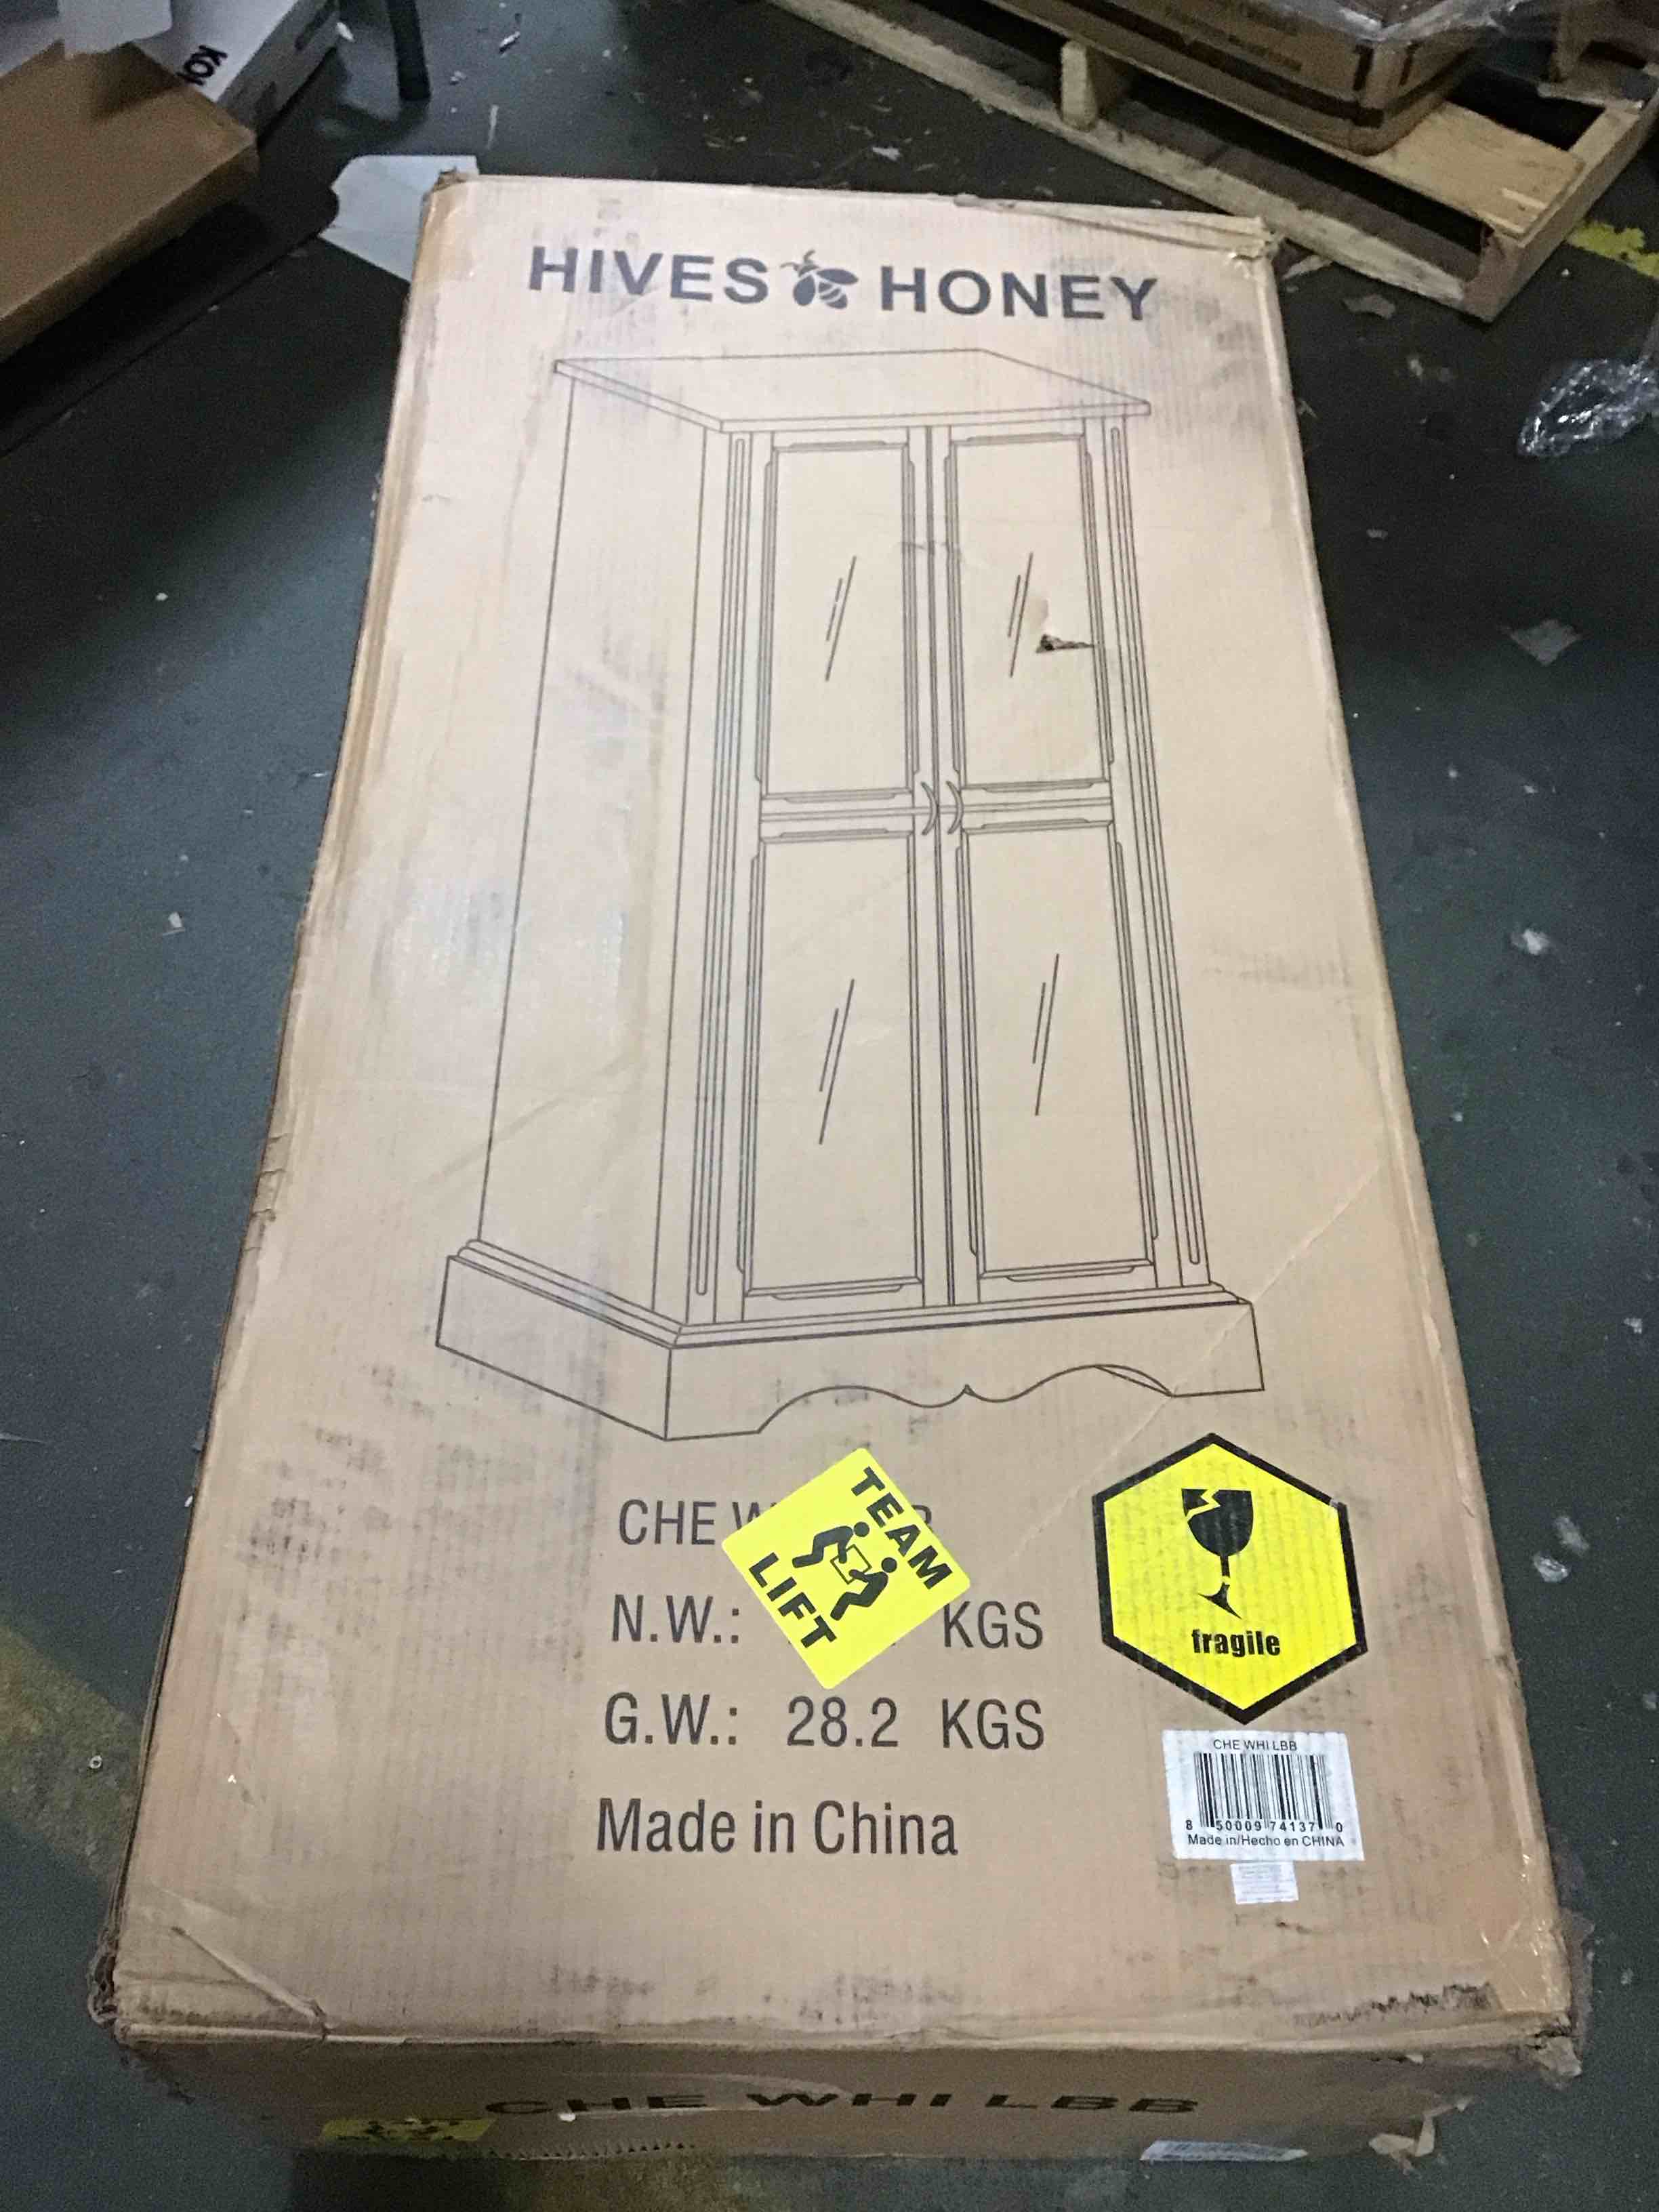 HIVES HONEY
CHE
TEAM
LIFT
N.W.: KGS
fragile
G.W.: 28.2 KGS
CHE WHI LBB
8 50009 74137 0
Made in/Hecho en CHINA
Made in China
CHE WHI LBB